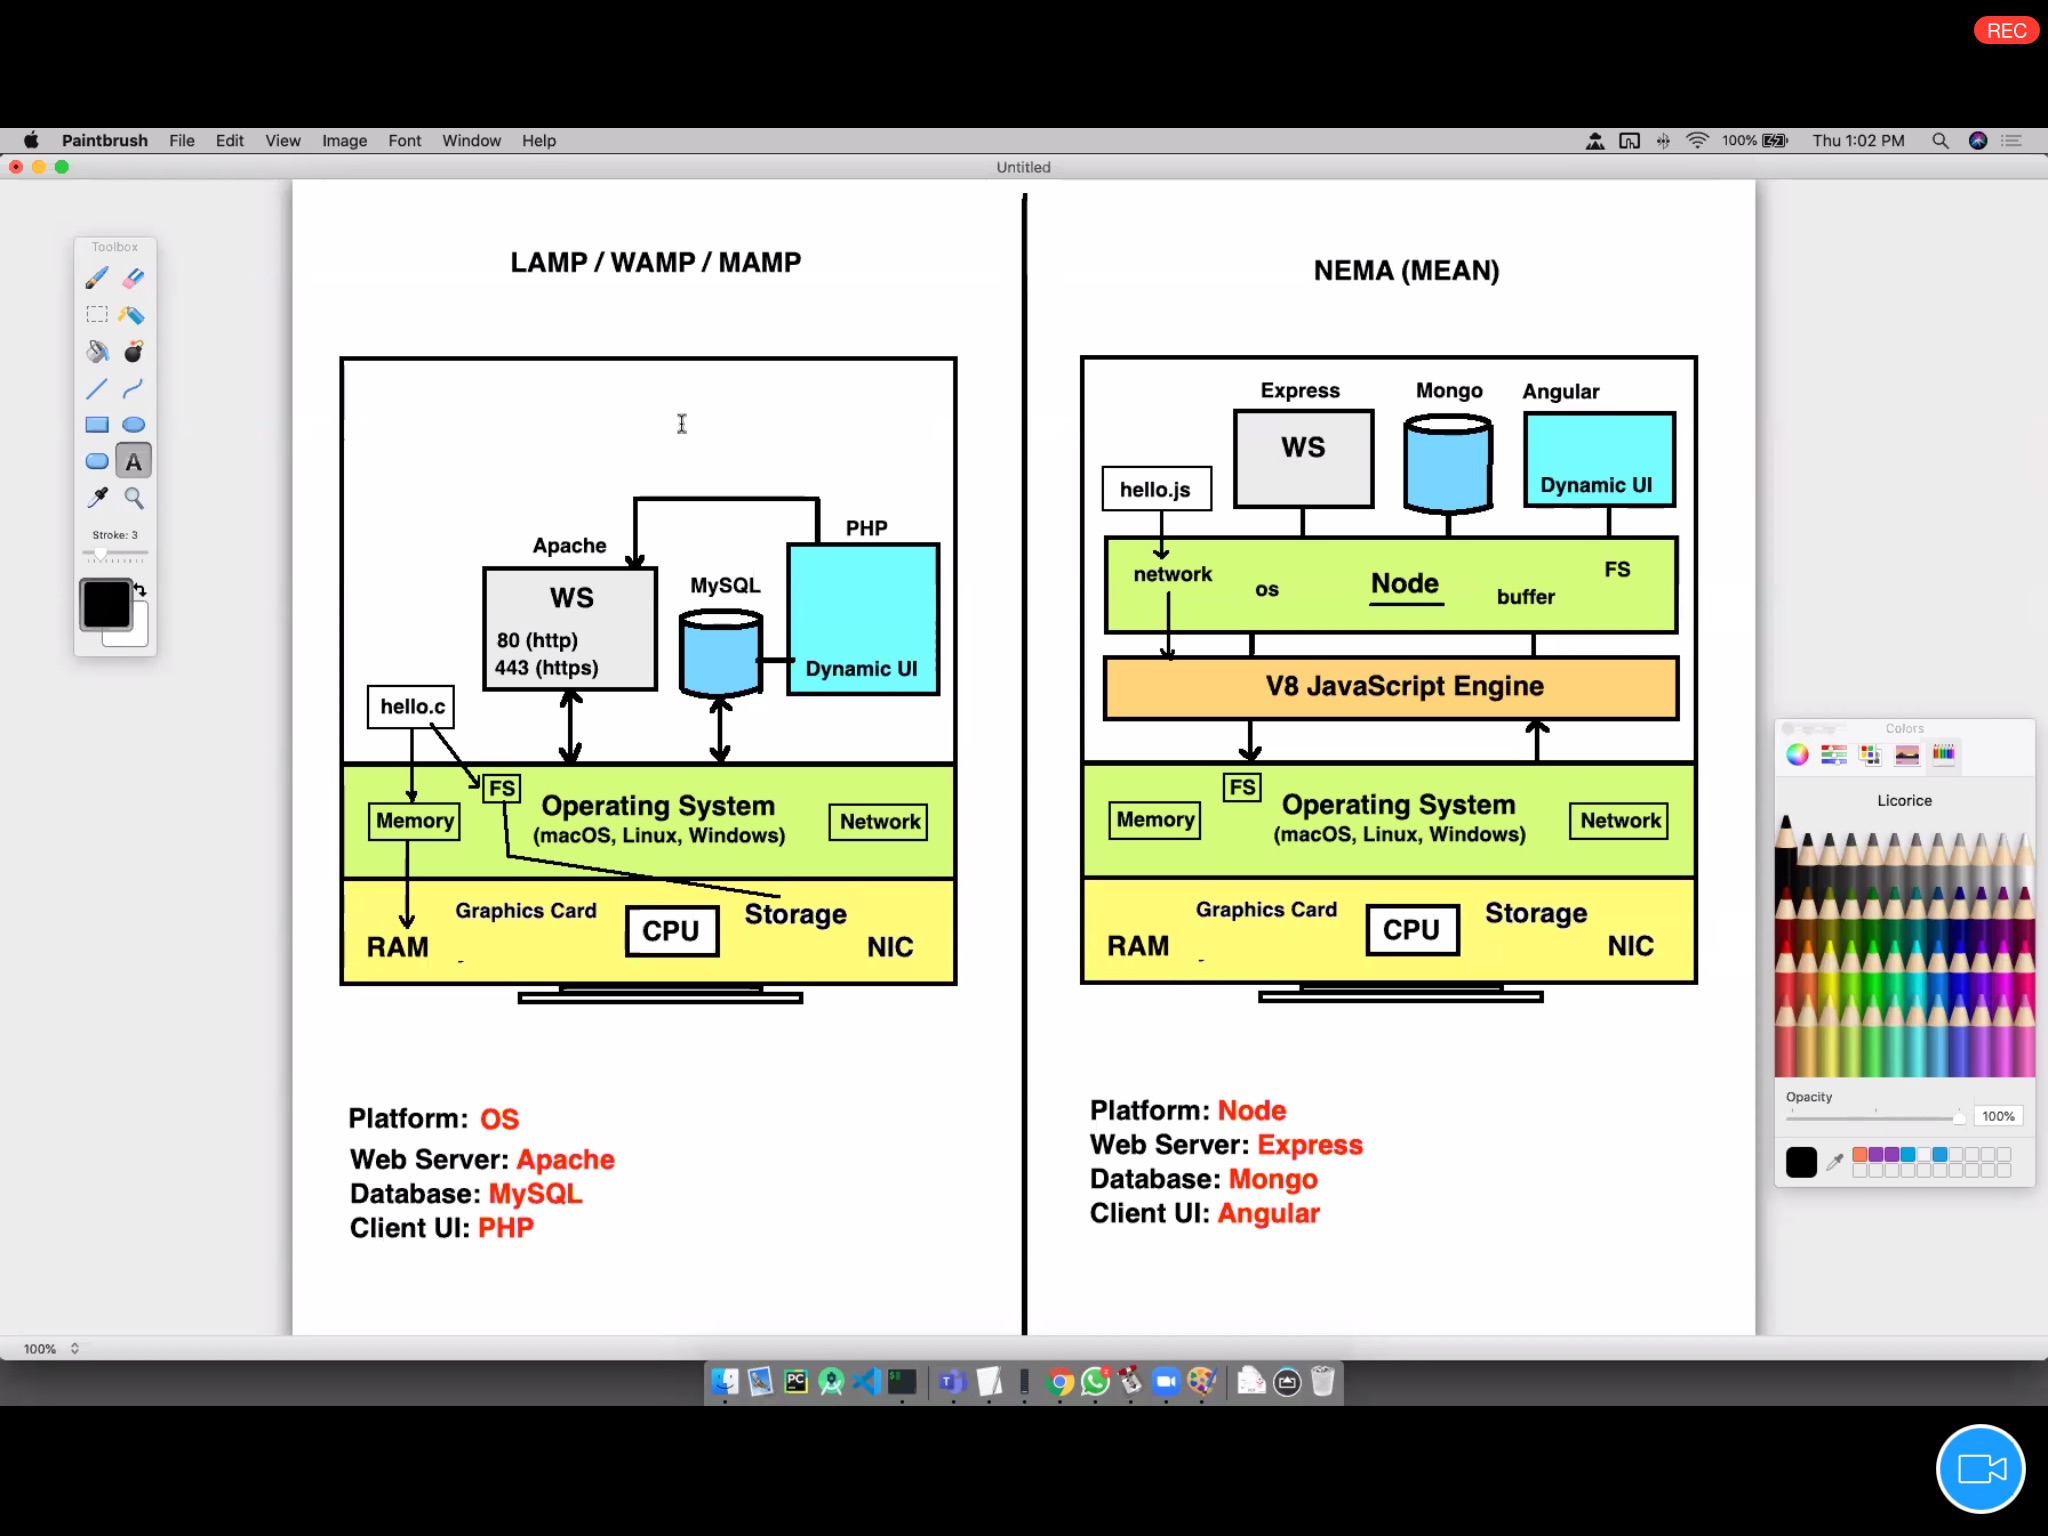 REC
Paintbrush File Edit View Image Font Window Help
100% Thu 1:02 PM
Untitled
Toolbox
Stroke: 3
A
LAMP / WAMP / MAMP
Apache
WS
80 (http)
443 (https)
MySQL
PHP
Dynamic UI
hello.c
FS
Memory
Operating System
(macOS, Linux, Windows)
Network
Graphics Card
CPU
Storage
RAM
NIC
Platform: OS
Web Server: Apache
Database: MySQL
Client UI: PHP
NEMA (MEAN)
Express
Mongo
Angular
WS
Dynamic UI
hello.js
network
os
Node
buffer
FS
V8 JavaScript Engine
FS
Memory
Operating System
(macOS, Linux, Windows)
Network
Graphics Card
CPU
Storage
RAM
NIC
Platform: Node
Web Server: Express
Database: Mongo
Client UI: Angular
Colors
Licorice
Opacity
100%
100%
PC